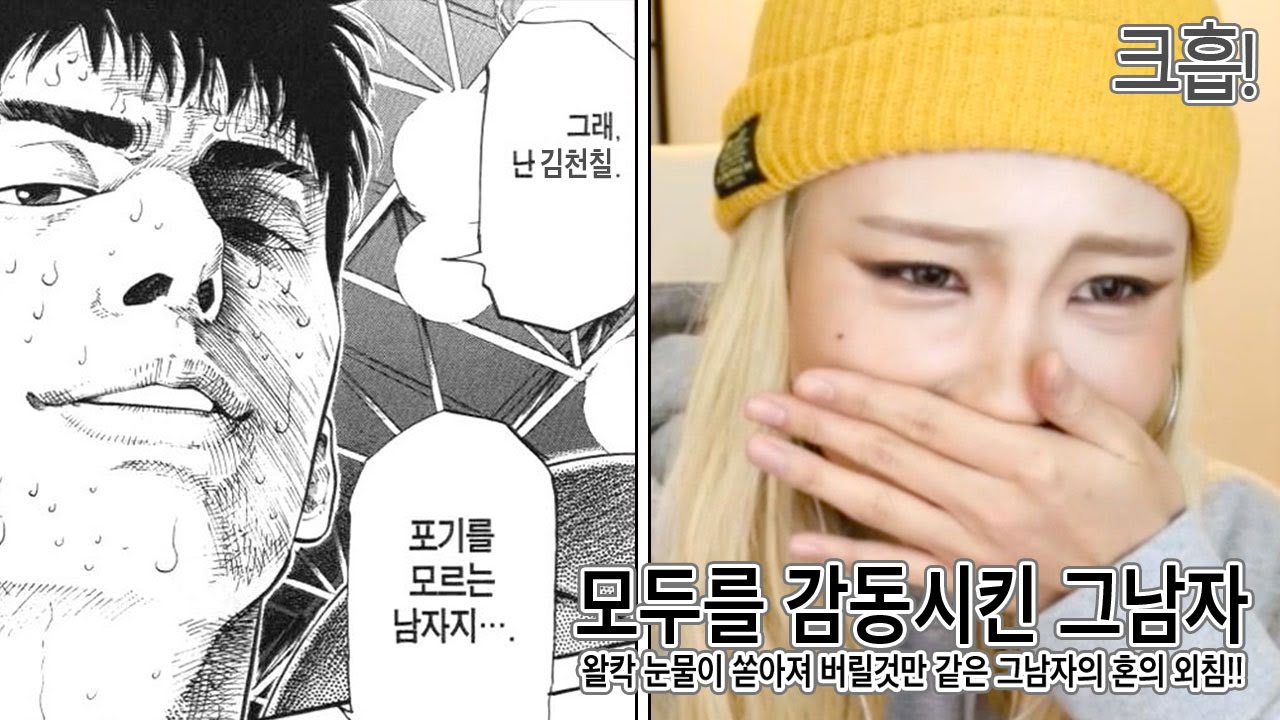 그래,
난 김천칠.
포기를
모르는
남자지….
크흡!
모두를 감동시킨 그남자
왈칵 눈물이 쏟아져 버릴것만 같은 그남자의 혼의 외침!!